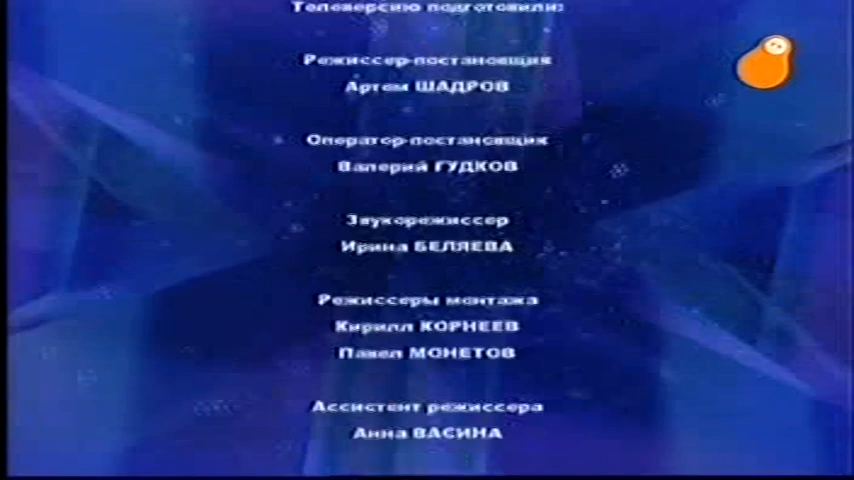 Телеверсию подготовили:
Режиссер-постановщик
Артем ШАДРОВ
Оператор-постановщик
Валерий ГУДКОВ
Звукорежиссер
Ирина БЕЛЯЕВА
Режиссеры монтажа
Кирилл КОРНЕЕВ
Павел МОНЕТОВ
Ассистент режиссера
Анна ВАСИНА